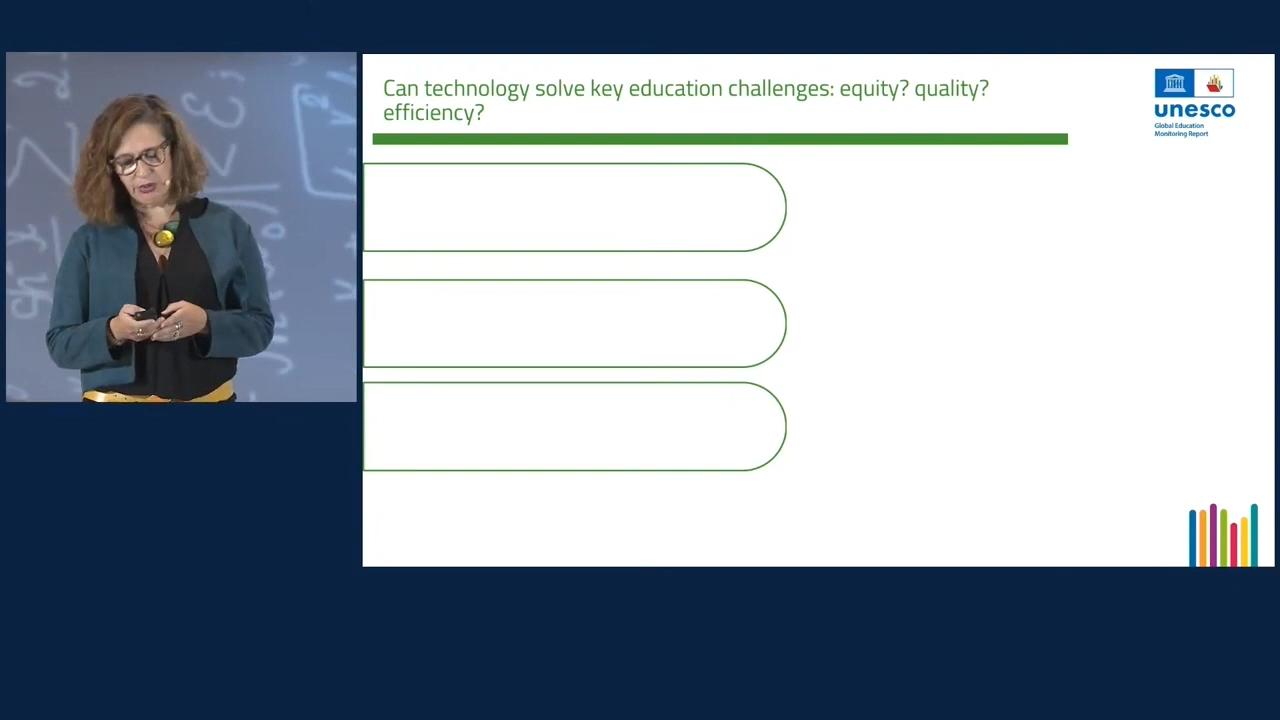 Can technology solve key education challenges: equity? quality?
efficiency?
unesco
Global Education
Monitoring Report